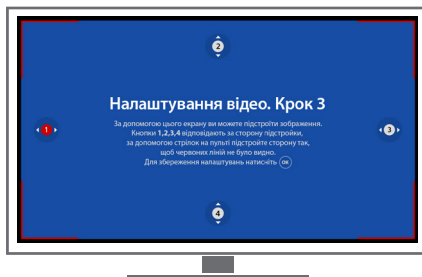 2
Налаштування відео. Крок 3
1
3
За допомогою цього екрану ви можете підстроїти зображення.
Кнопки 1,2,3,4 відповідають за сторону підстройки,
за допомогою стрілок на пульті підстройте сторону так,
щоб червоних ліній не було видно.
Для збереження налаштувань натисніть OK
4